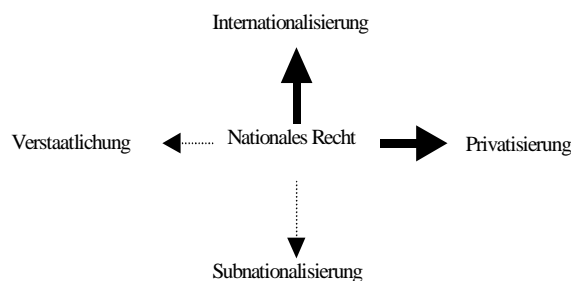 Internationalisierung
Verstaatlichung
Nationales Recht
Privatisierung
Subnationalisierung